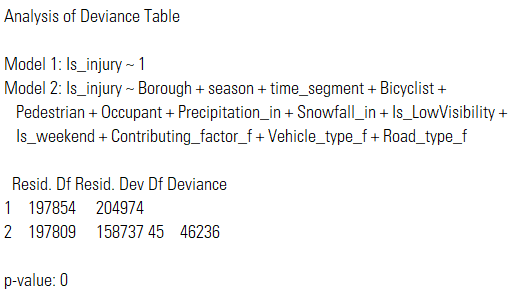 Analysis of Deviance Table
Model 1: Is_injury ~ 1
Model 2: Is_injury ~ Borough + season + time_segment + Bicyclist +
Pedestrian + Occupant + Precipitation_in + Snowfall_in + Is_LowVisibility +
Is_weekend + Contributing_factor_f + Vehicle_type_f + Road_type_f
Resid. Df Resid. Dev Df Deviance
1 197854 204974
2 197809 158737 45 46236
p-value: 0